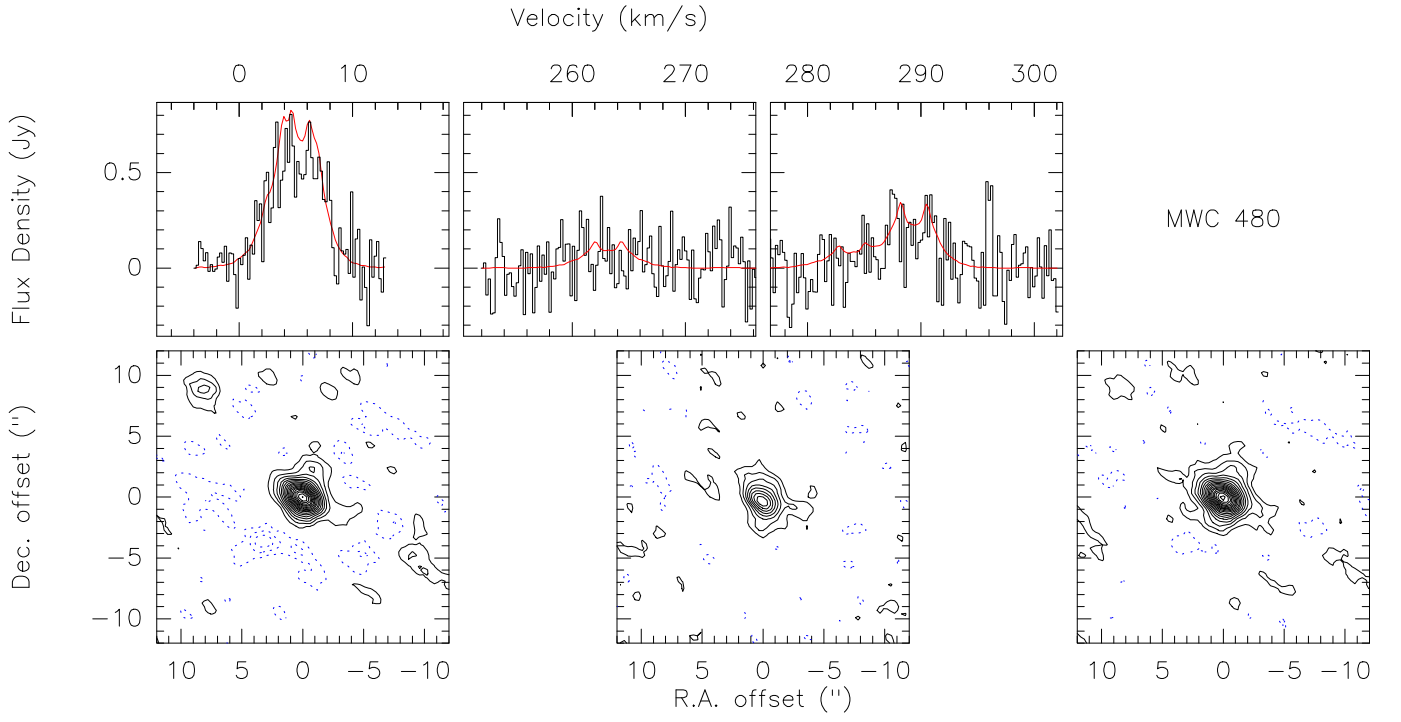 Velocity (km/s)
0 10 260 270 280 290 300
Flux Density (Jy)
0.5
0
MWC 480
Dec. offset (")
10
5
0
−5
−10
10 5 0 −5 −10 10 5 0 −5 −10 10 5 0 −5 −10
R.A. offset (")